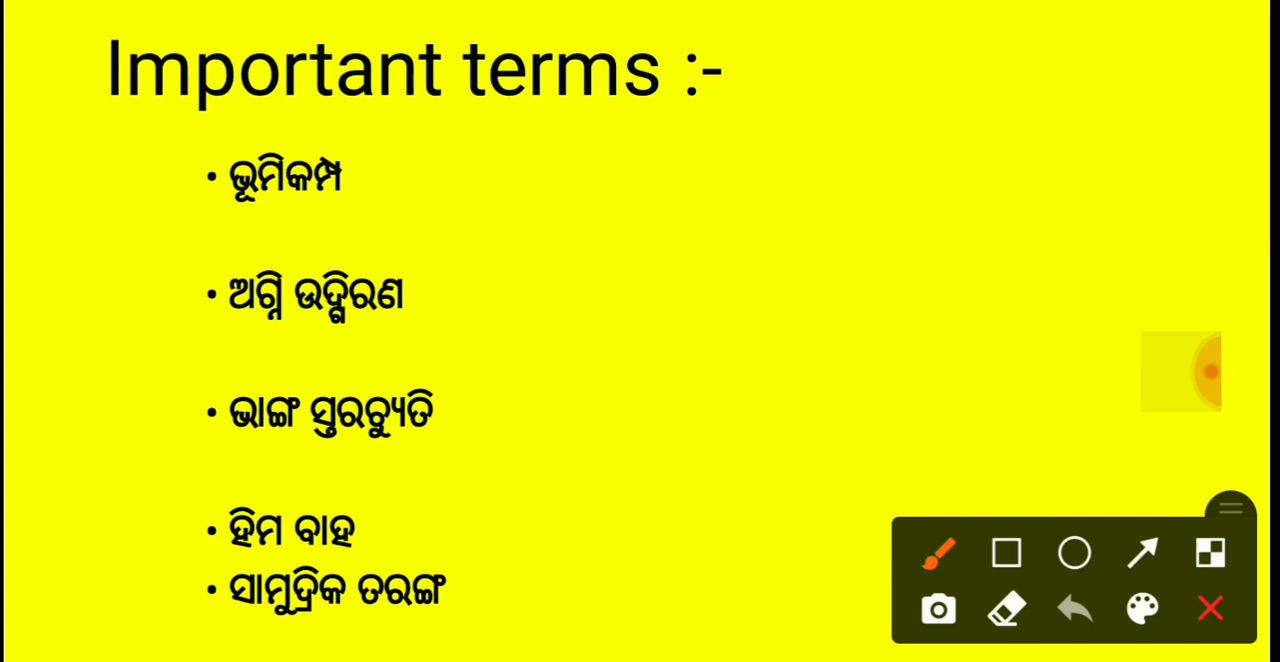 Important terms :-
• ଭୂମିକମ୍ପ
• ଅଗ୍ନି ଉଦ୍ଗିରଣ
• ଭାଙ୍ଗ ସ୍ତରଚ୍ୟୁତି
• ହିମ ବାହ
• ସାମୁଦ୍ରିକ ତରଙ୍ଗ